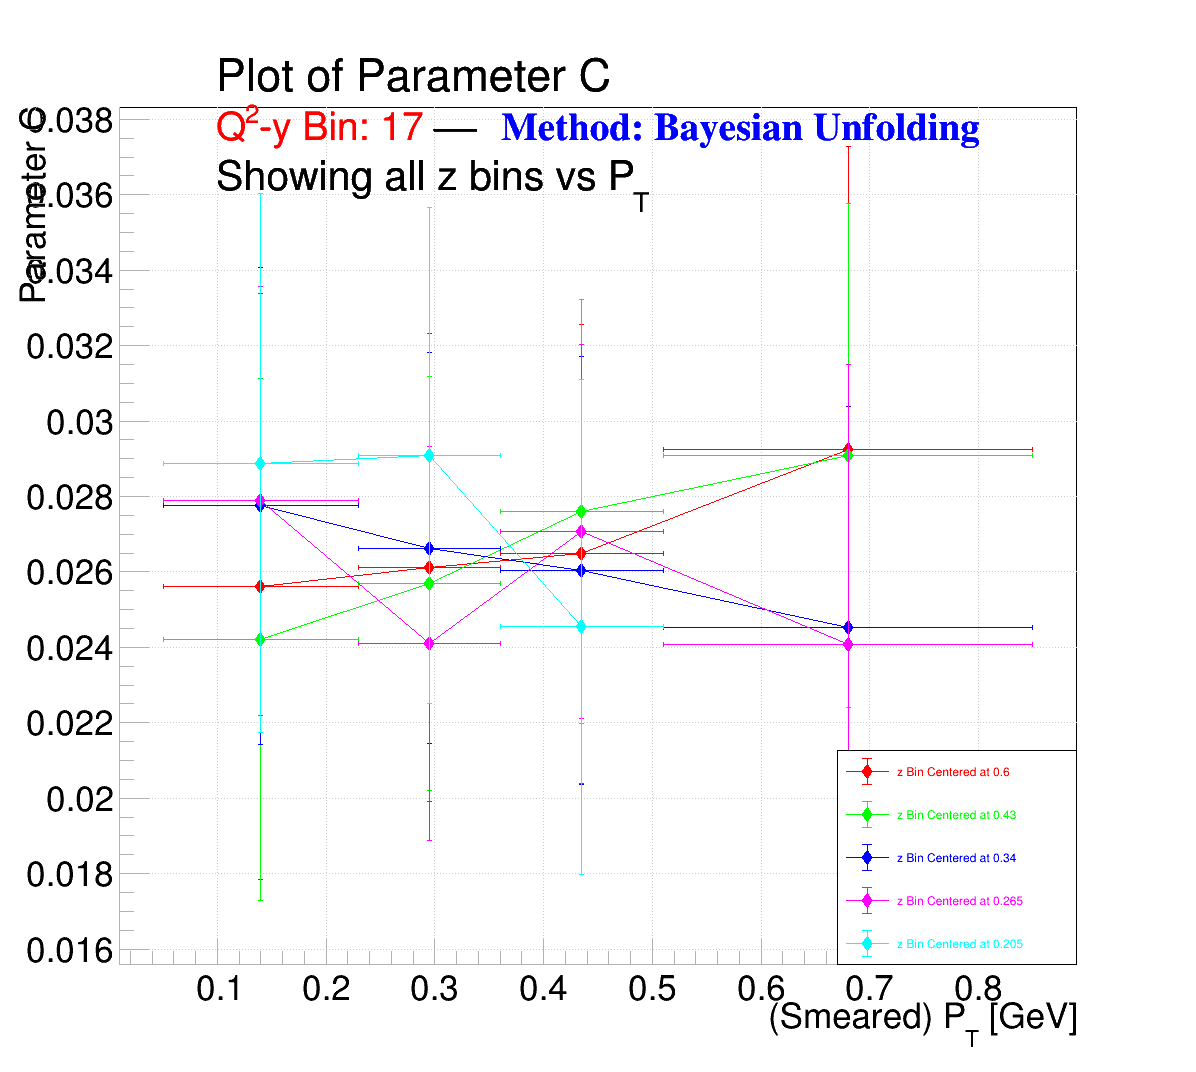 Plot of Parameter C
Q²-y Bin: 17 — Method: Bayesian Unfolding
Showing all z bins vs P_T
Parameter C
0.038
0.036
0.034
0.032
0.03
0.028
0.026
0.024
0.022
0.02
0.018
0.016
z Bin Centered at 0.6
z Bin Centered at 0.43
z Bin Centered at 0.34
z Bin Centered at 0.265
z Bin Centered at 0.205
0.1 0.2 0.3 0.4 0.5 0.6 0.7 0.8
(Smeared) P_T [GeV]